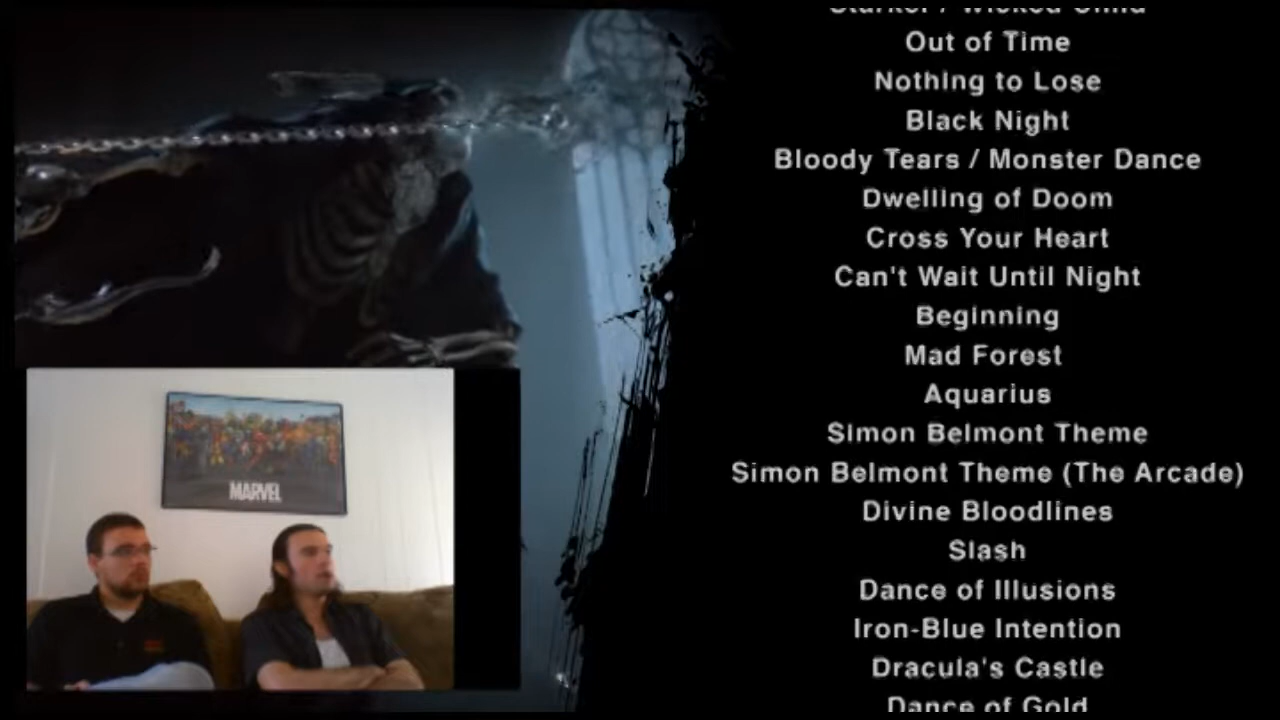 Out of Time
Nothing to Lose
Black Night
Bloody Tears / Monster Dance
Dwelling of Doom
Cross Your Heart
Can't Wait Until Night
Beginning
Mad Forest
Aquarius
Simon Belmont Theme
Simon Belmont Theme (The Arcade)
Divine Bloodlines
Slash
Dance of Illusions
Iron-Blue Intention
Dracula's Castle
Dance of Gold
MARVEL